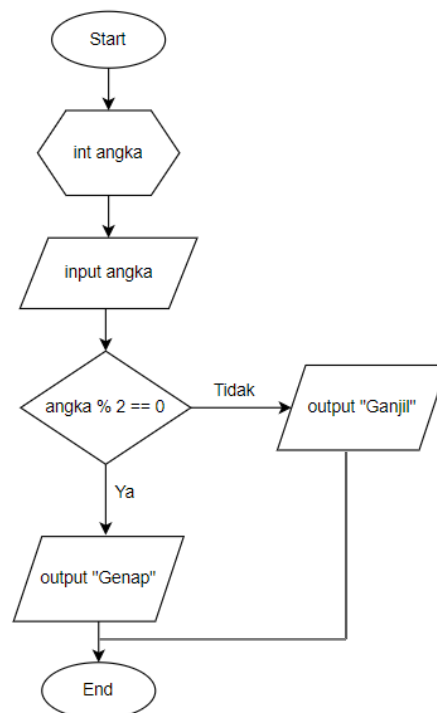 Start
int angka
input angka
angka % 2 == 0
Tidak
output "Ganjil"
Ya
output "Genap"
End